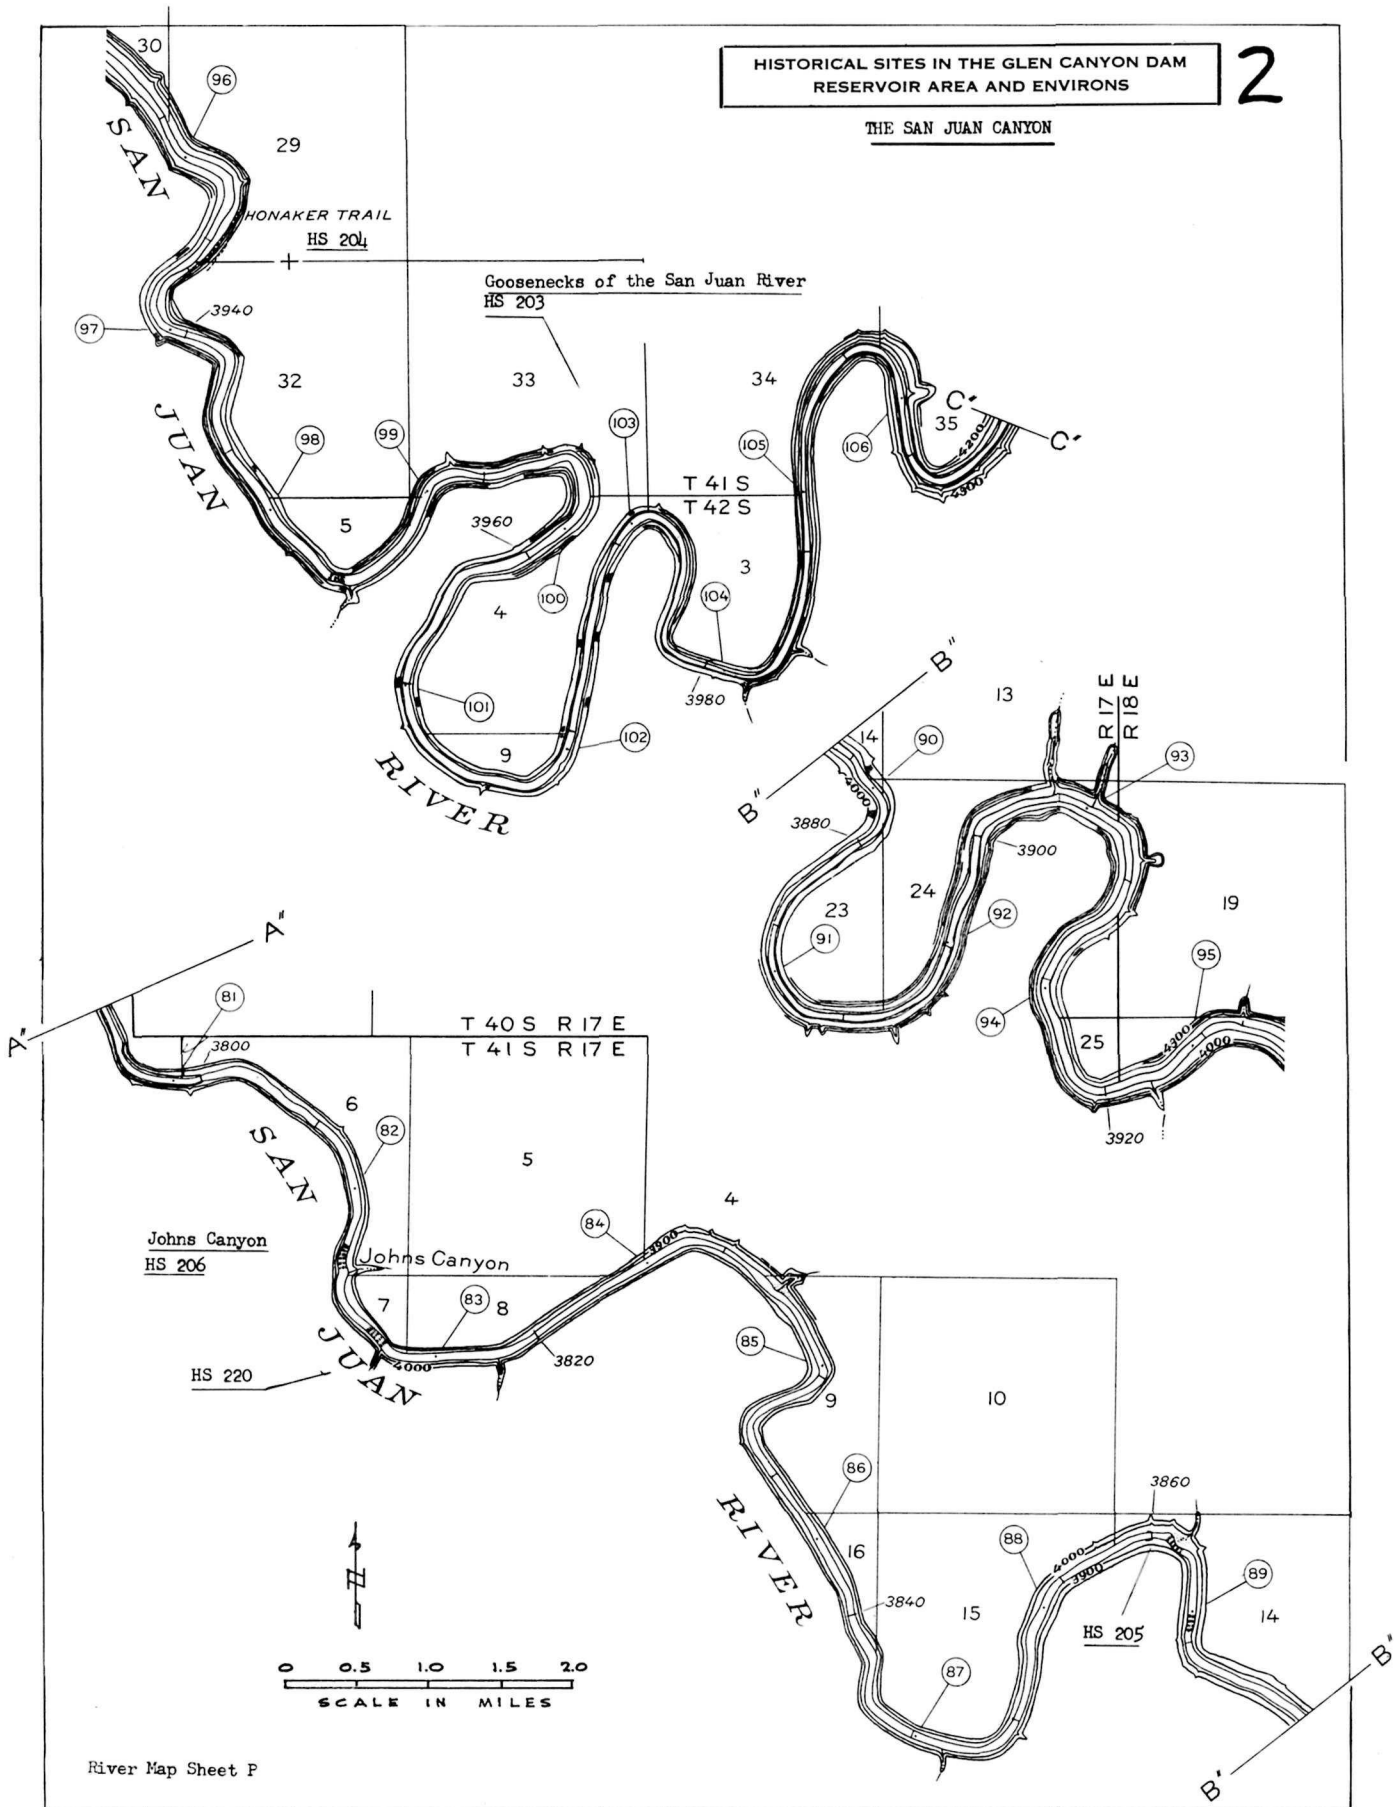 HISTORICAL SITES IN THE GLEN CANYON DAM
RESERVOIR AREA AND ENVIRONS
2
THE SAN JUAN CANYON
30
96
29
SAN
HONAKER TRAIL
HS 204
Goosenecks of the San Juan River
HS 203
97
3940
32
33
34
JUAN
98
99
103
105
106
35
C'
C'
4200
4300
T 41 S
T 42 S
5
3960
100
4
3
104
3980
101
9
102
RIVER
B"
B"
13
R 17 E
R 18 E
14
90
4000
93
3880
3900
23
24
19
91
92
95
94
25
4300
4000
3920
A"
A"
81
3800
T 40 S R 17 E
T 41 S R 17 E
6
SAN
82
5
4
Johns Canyon
HS 206
Johns Canyon
84
3900
7
83
8
JUAN
4000
3820
HS 220
85
9
10
86
RIVER
16
3860
88
4000
3900
89
14
3840
15
HS 205
87
B"
B"
0 0.5 1.0 1.5 2.0
SCALE IN MILES
River Map Sheet P